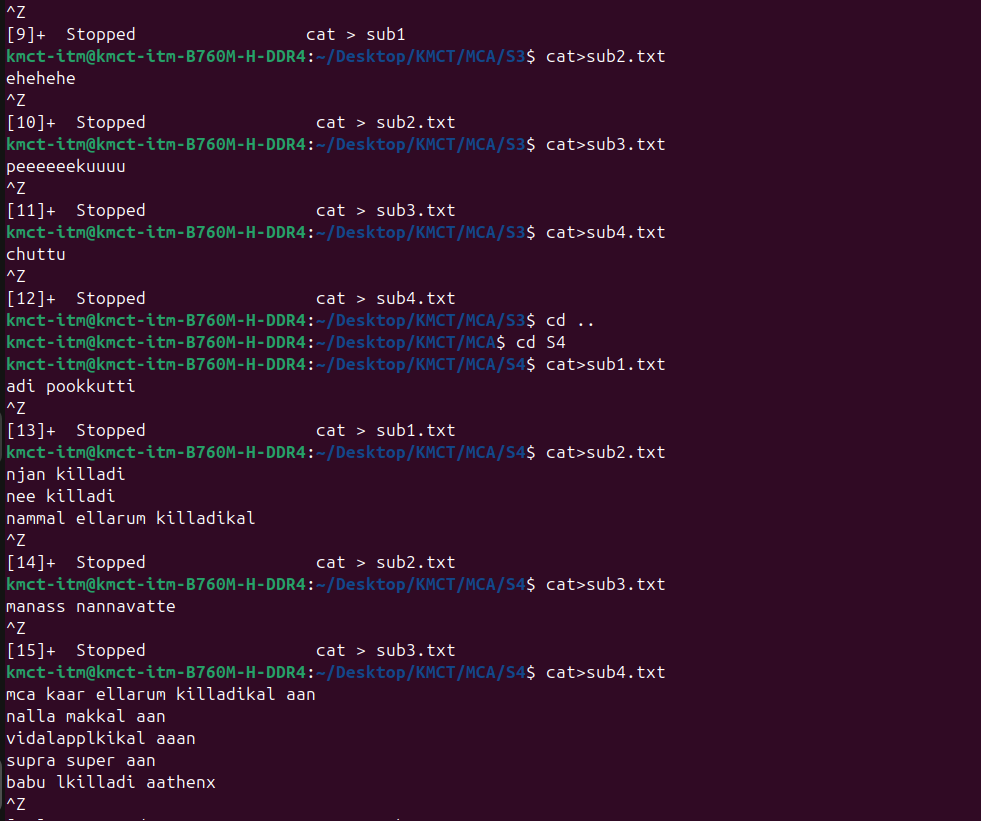 ^Z
[9]+  Stopped                 cat > sub1
kmct-itm@kmct-itm-B760M-H-DDR4:~/Desktop/KMCT/MCA/S3$ cat>sub2.txt
ehehehe
^Z
[10]+  Stopped                 cat > sub2.txt
kmct-itm@kmct-itm-B760M-H-DDR4:~/Desktop/KMCT/MCA/S3$ cat>sub3.txt
peeeeeekuuuu
^Z
[11]+  Stopped                 cat > sub3.txt
kmct-itm@kmct-itm-B760M-H-DDR4:~/Desktop/KMCT/MCA/S3$ cat>sub4.txt
chuttu
^Z
[12]+  Stopped                 cat > sub4.txt
kmct-itm@kmct-itm-B760M-H-DDR4:~/Desktop/KMCT/MCA/S3$ cd ..
kmct-itm@kmct-itm-B760M-H-DDR4:~/Desktop/KMCT/MCA$ cd S4
kmct-itm@kmct-itm-B760M-H-DDR4:~/Desktop/KMCT/MCA/S4$ cat>sub1.txt
adi pookkutti
^Z
[13]+  Stopped                 cat > sub1.txt
kmct-itm@kmct-itm-B760M-H-DDR4:~/Desktop/KMCT/MCA/S4$ cat>sub2.txt
njan killadi
nee killadi
nammal ellarum killadikal
^Z
[14]+  Stopped                 cat > sub2.txt
kmct-itm@kmct-itm-B760M-H-DDR4:~/Desktop/KMCT/MCA/S4$ cat>sub3.txt
manass nannavatte
^Z
[15]+  Stopped                 cat > sub3.txt
kmct-itm@kmct-itm-B760M-H-DDR4:~/Desktop/KMCT/MCA/S4$ cat>sub4.txt
mca kaar ellarum killadikal aan
nalla makkal aan
vidalapplkikal aaan
supra super aan
babu lkilladi aathenx
^Z